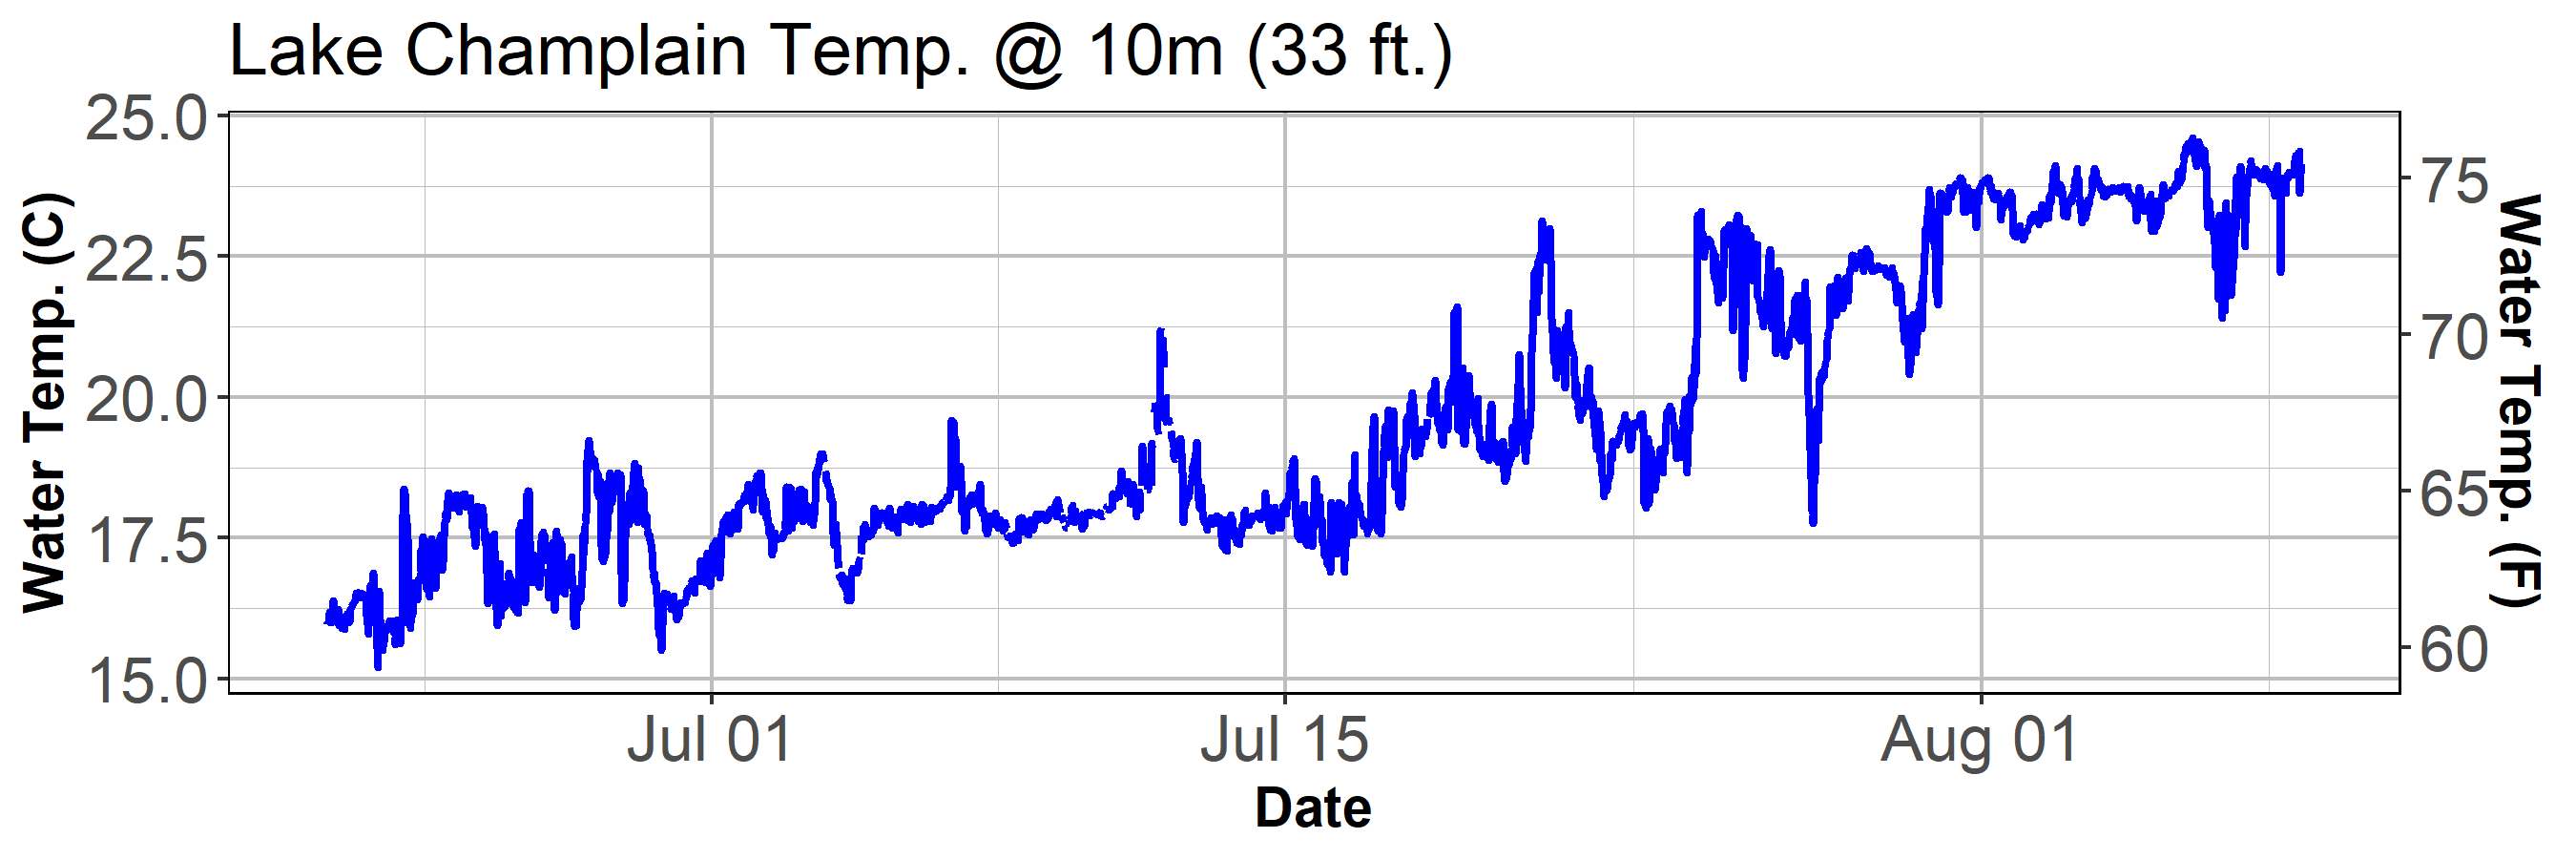 Lake Champlain Temp. @ 10m (33 ft.)
Water Temp. (C)
25.0
22.5
20.0
17.5
15.0
75
70
65
60
Water Temp. (F)
Jul 01
Jul 15
Aug 01
Date